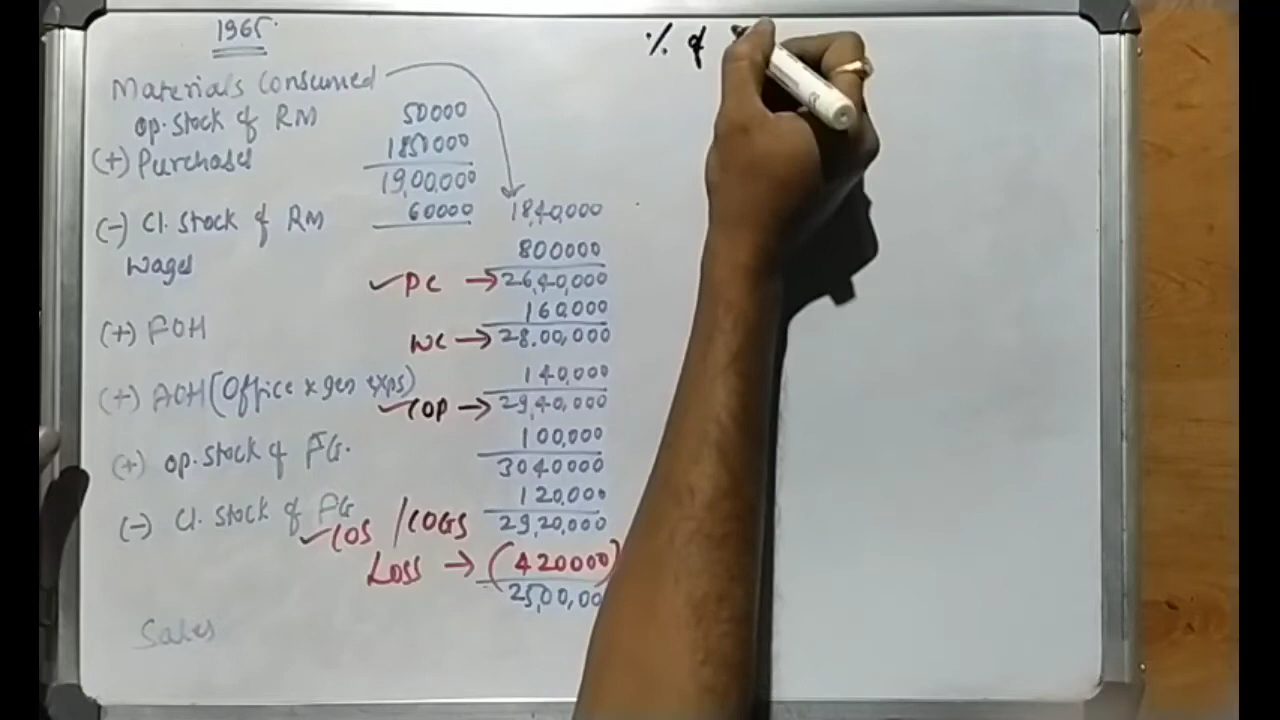 1965
% of
Materials Consumed
op. stock of RM 50000
(+) Purchases 1850000
19,00,000
(-) Cl. stock of RM 60000 18,40,000
Wages 800000
✓PC → 26,40,000
(+) FOH 160,000
WC → 28,00,000
(+) AOH (Office & gen exps) 140,000
✓COP → 29,40,000
(+) op. stock of FG. 100,000
3040000
(-) Cl. stock of FG 120,000
✓COS / COGS 29,20,000
Loss → (420000)
Sales 25,00,00